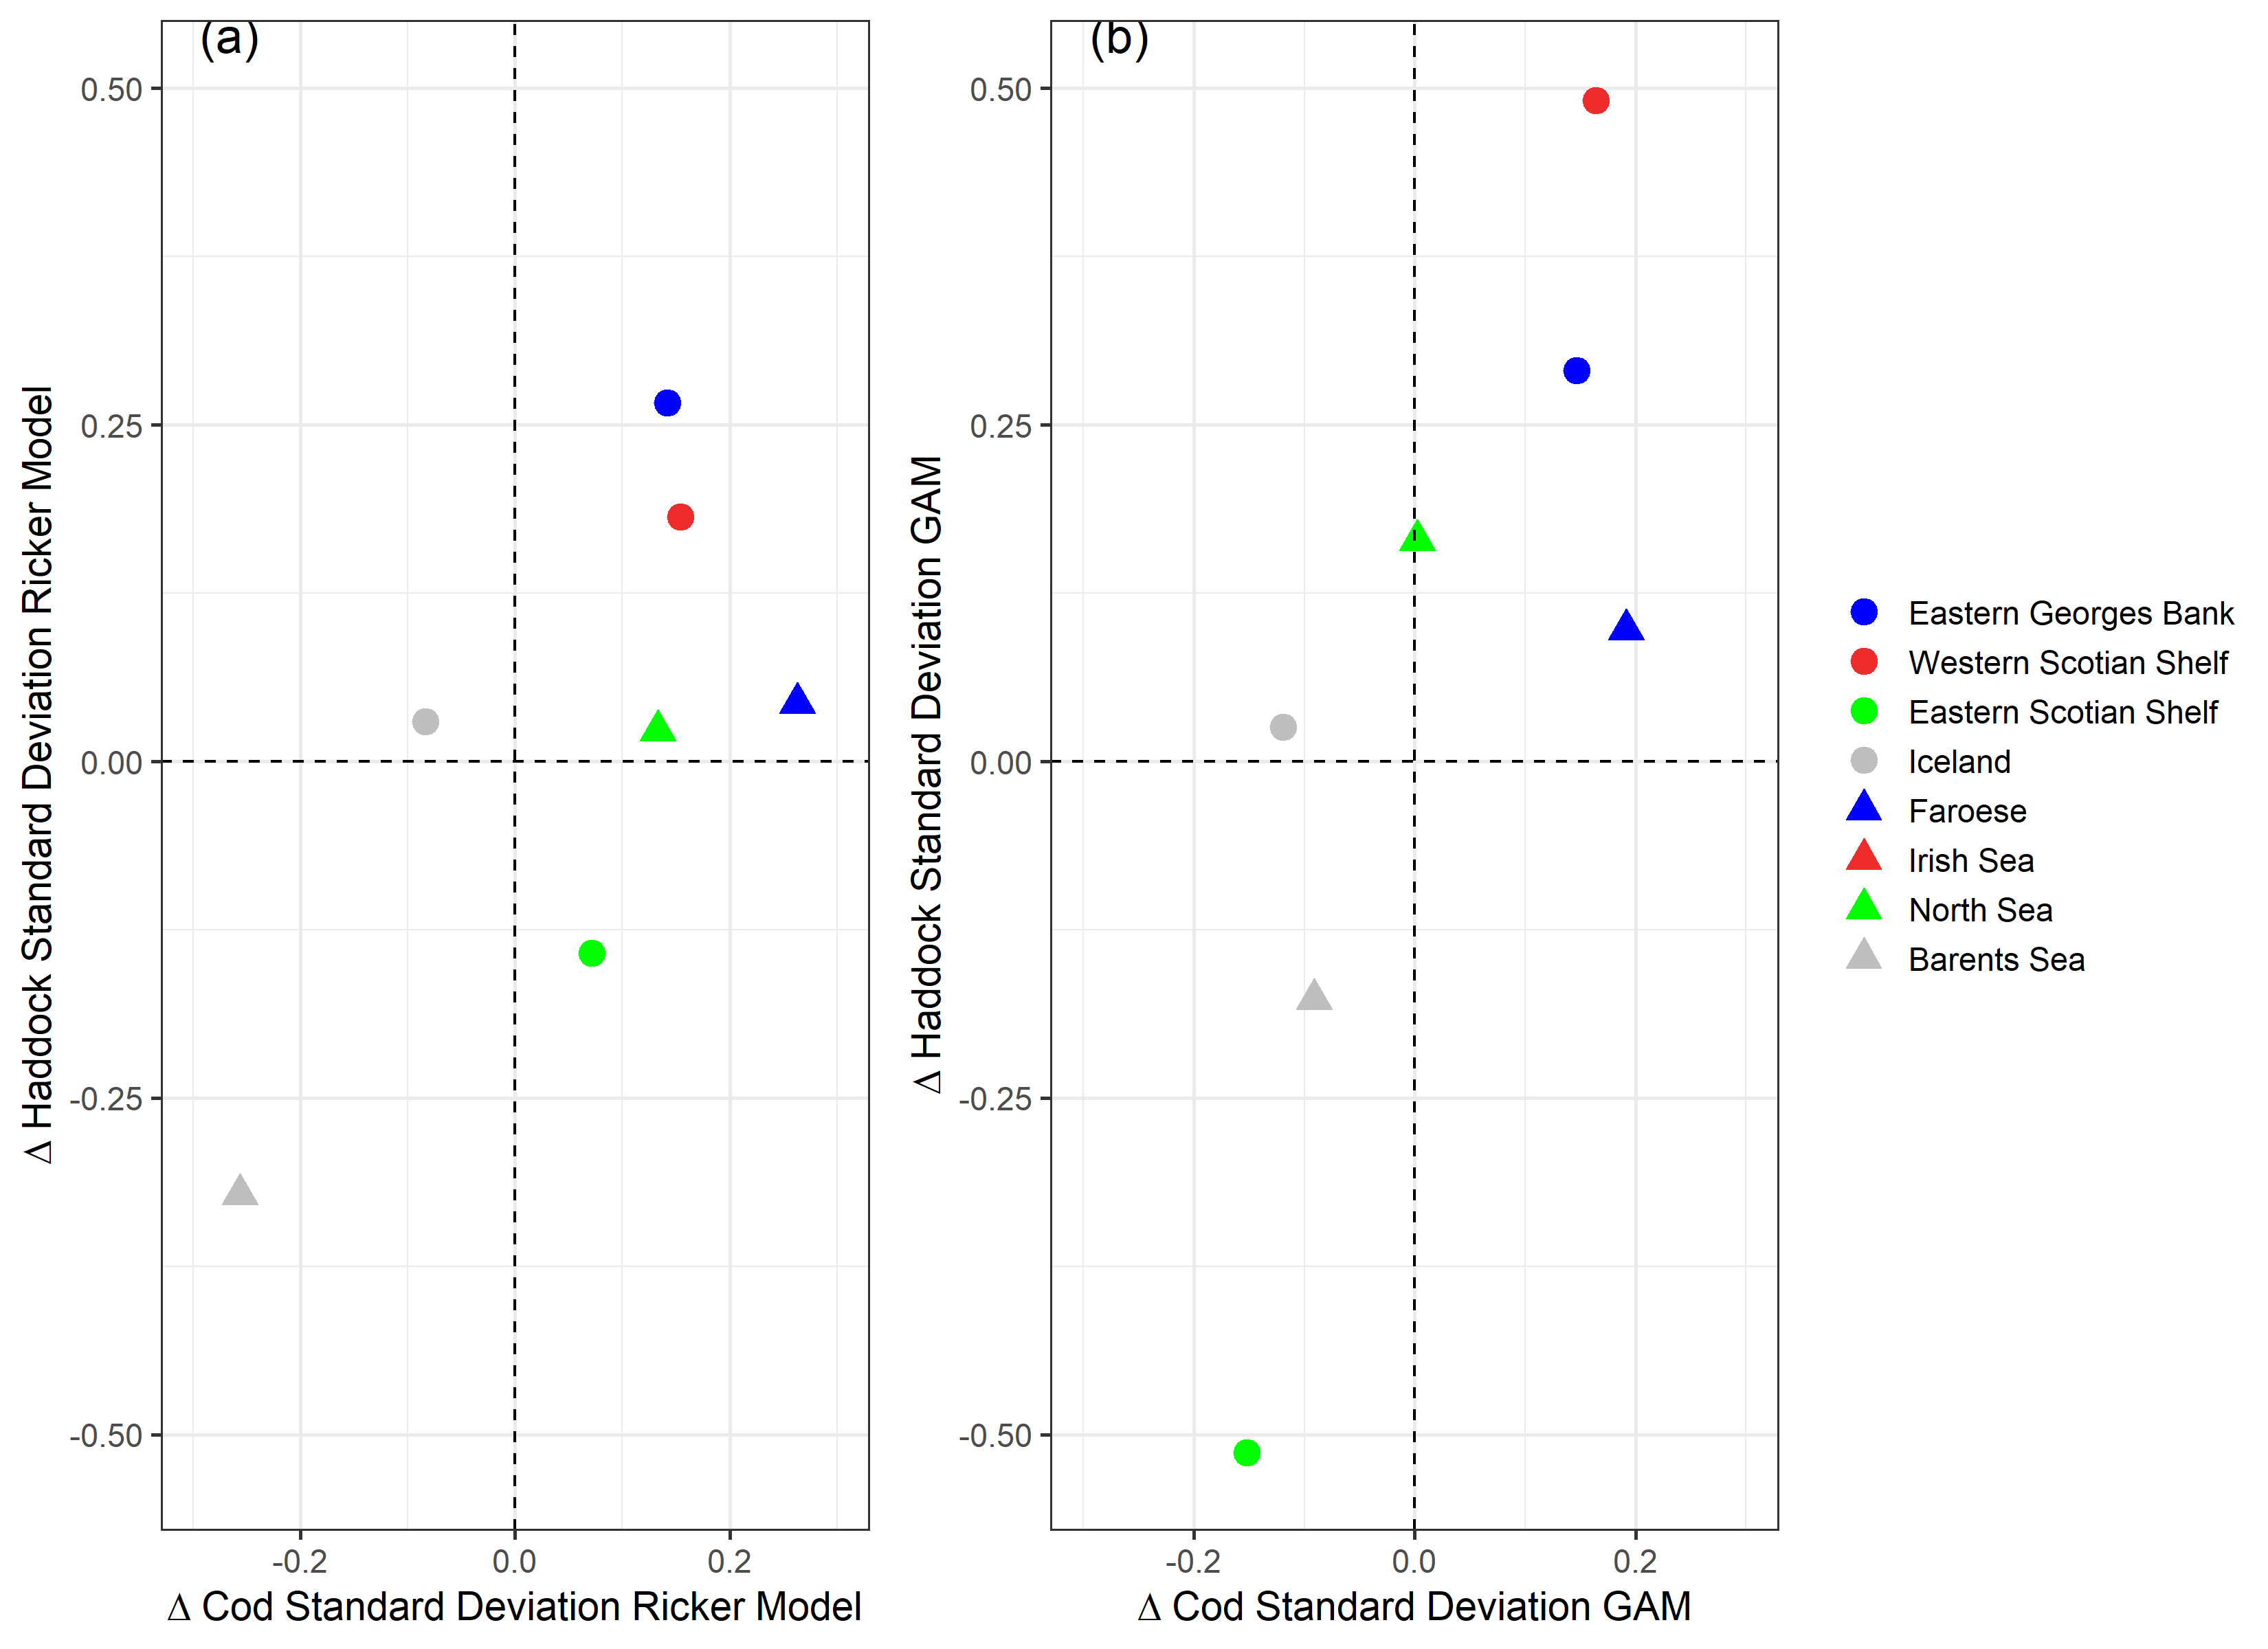 (a)
0.50
0.25
0.00
-0.25
-0.50
Δ Haddock Standard Deviation Ricker Model
-0.2
0.0
0.2
Δ Cod Standard Deviation Ricker Model
(b)
0.50
0.25
0.00
-0.25
-0.50
Δ Haddock Standard Deviation GAM
-0.2
0.0
0.2
Δ Cod Standard Deviation GAM
Eastern Georges Bank
Western Scotian Shelf
Eastern Scotian Shelf
Iceland
Faroese
Irish Sea
North Sea
Barents Sea